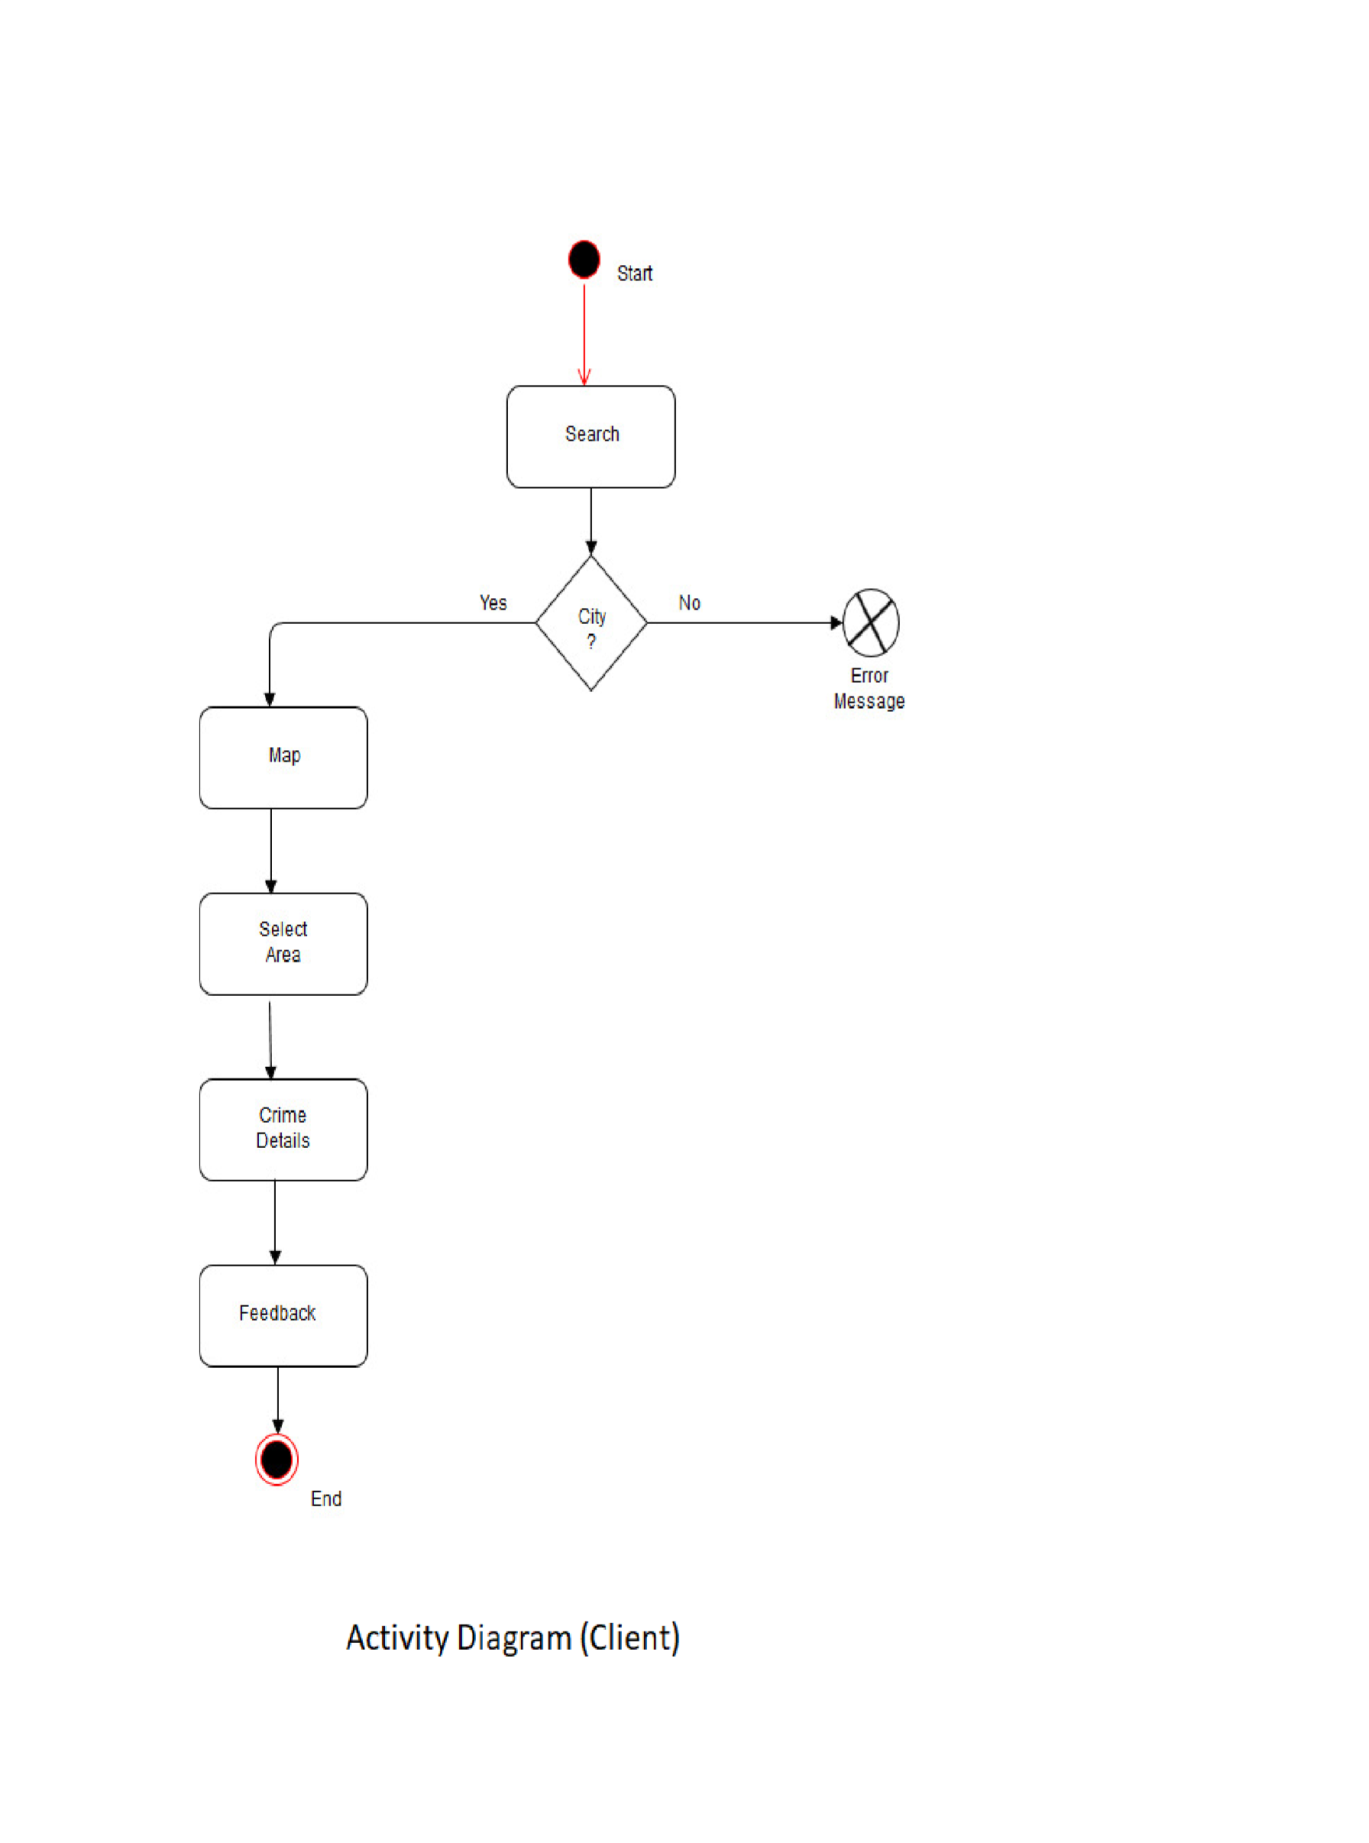 Start
Search
Yes
City
?
No
Error
Message
Map
Select
Area
Crime
Details
Feedback
End
Activity Diagram (Client)